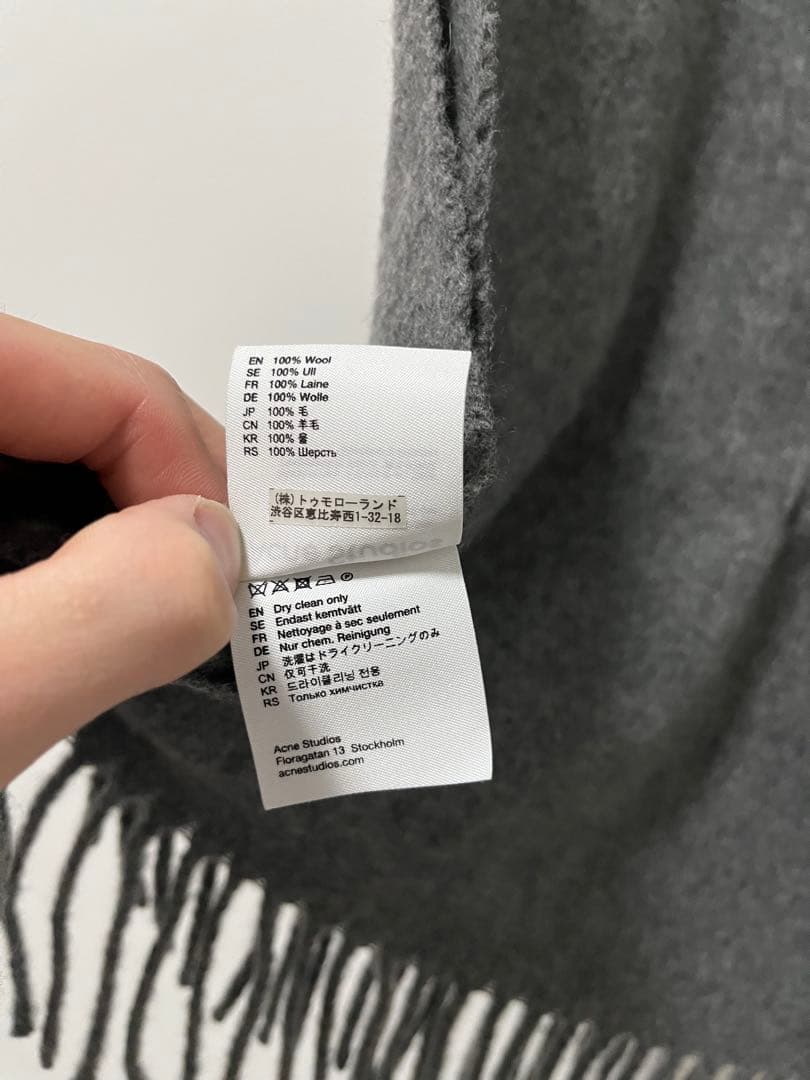 EN 100% Wool
SE 100% Ull
FR 100% Laine
DE 100% Wolle
JP 100% 毛
CN 100% 羊毛
KR 100% 울
RS 100% Шерсть
(株)トゥモローランド
渋谷区恵比寿西1-32-18
EN Dry clean only
SE Endast kemtvätt
FR Nettoyage à sec seulement
DE Nur chem. Reinigung
JP 洗濯はドライクリーニングのみ
CN 仅可干洗
KR 드라이클리닝 전용
RS Только химчистка
Acne Studios
Floragatan 13 Stockholm
acnestudios.com